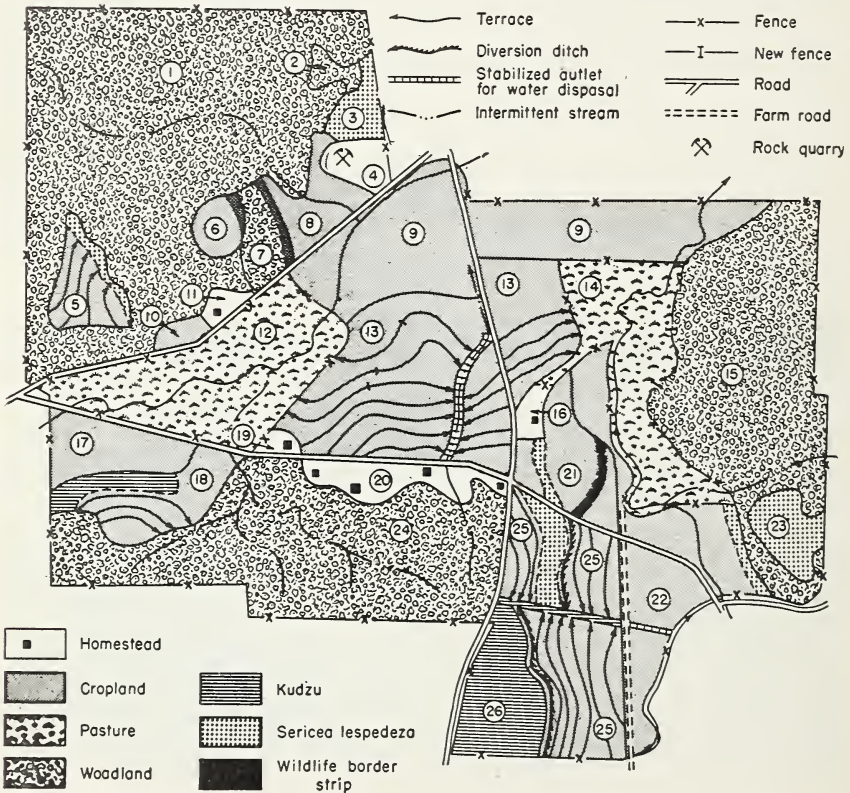 Terrace
Diversion ditch
Stabilized outlet
for water disposal
Intermittent stream
Fence
New fence
Road
Farm road
Rock quarry
1
2
3
4
6
8
9
9
7
5
11
10
12
13
13
14
15
16
17
18
19
20
21
22
23
24
25
25
25
26
Homestead
Cropland
Pasture
Woodland
Kudzu
Sericea lespedeza
Wildlife border
strip